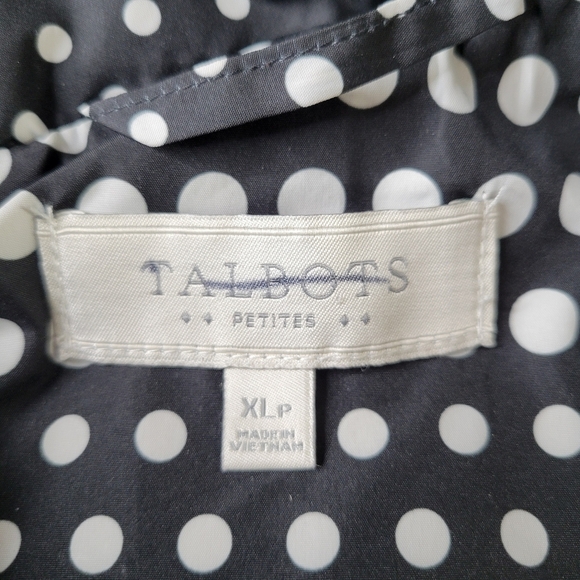 TALBOTS
PETITES
XLP
MADE IN
VIETNAM